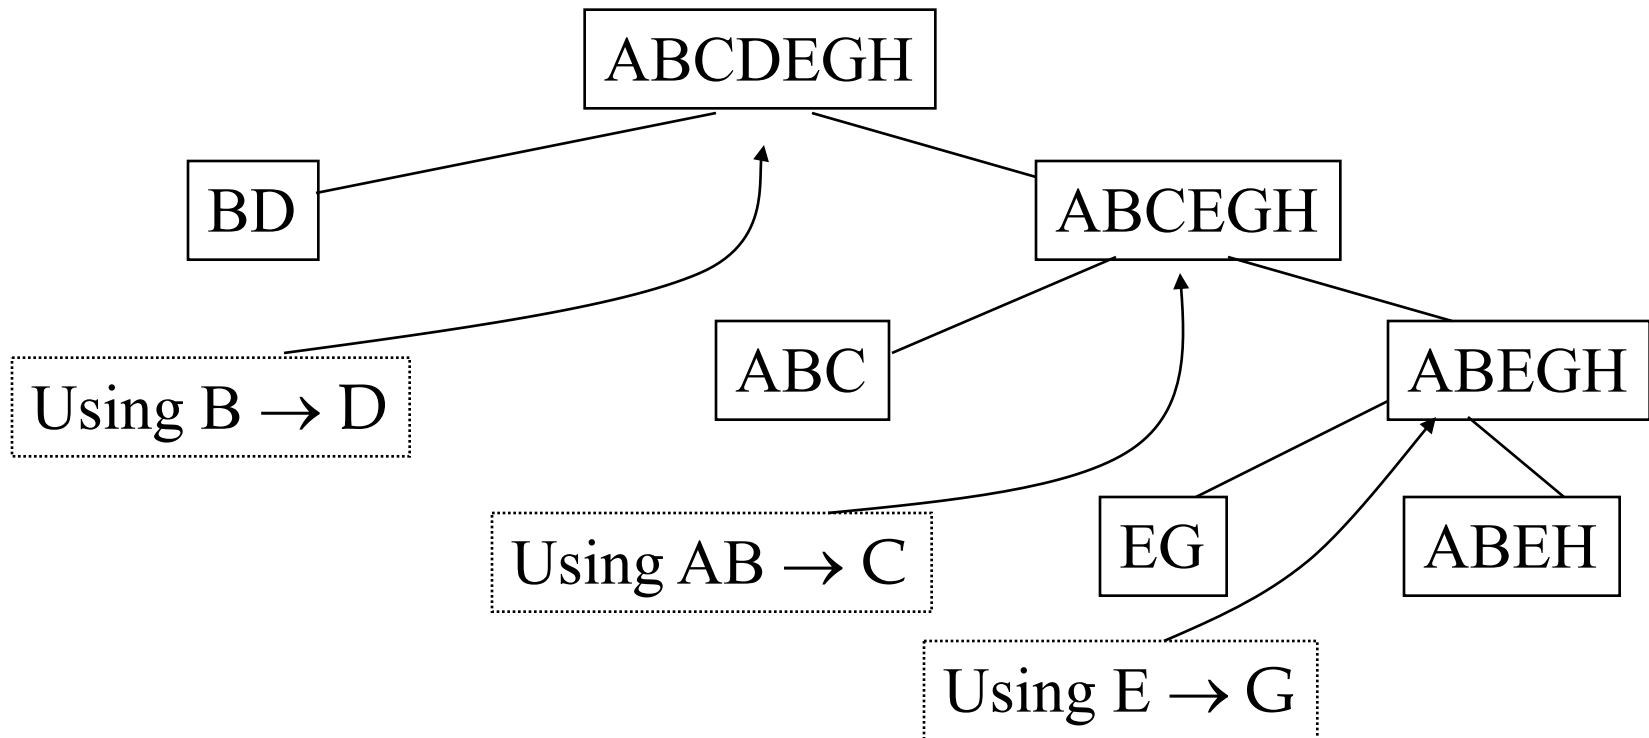 ABCDEGH
BD
ABCEGH
ABC
ABEGH
Using B → D
EG
ABEH
Using AB → C
Using E → G